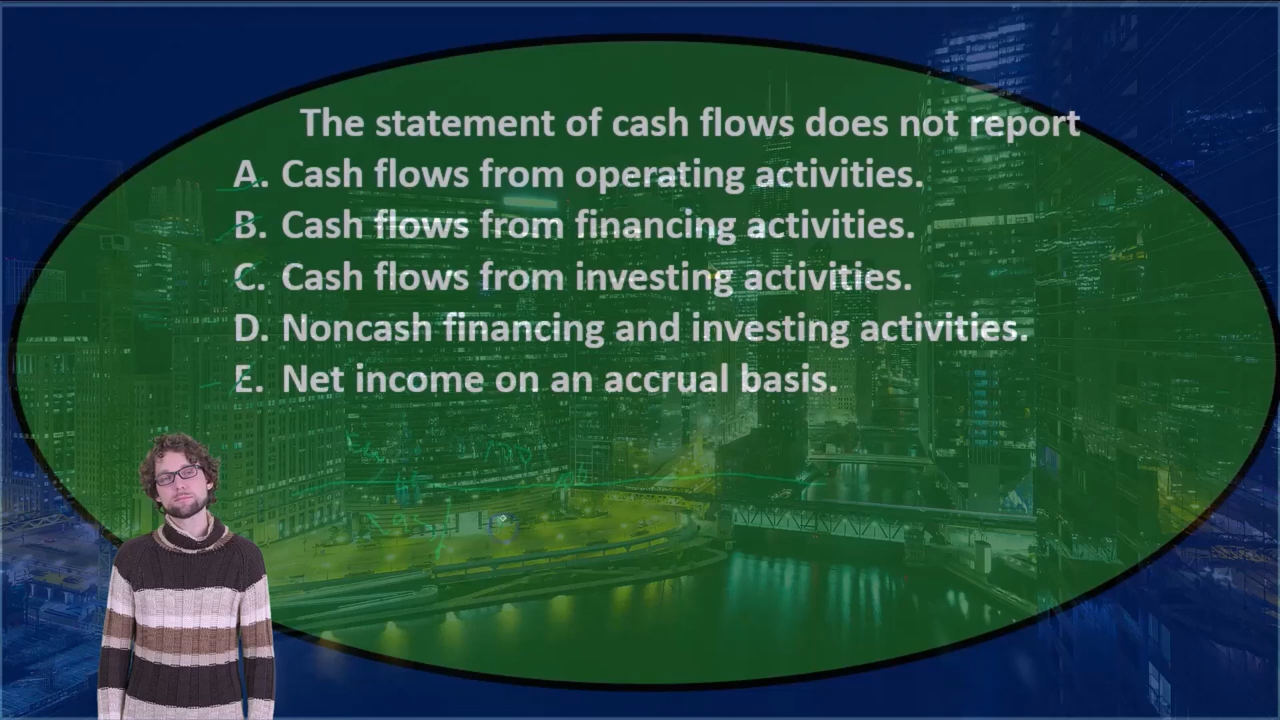 The statement of cash flows does not report
A. Cash flows from operating activities.
B. Cash flows from financing activities.
C. Cash flows from investing activities.
D. Noncash financing and investing activities.
E. Net income on an accrual basis.